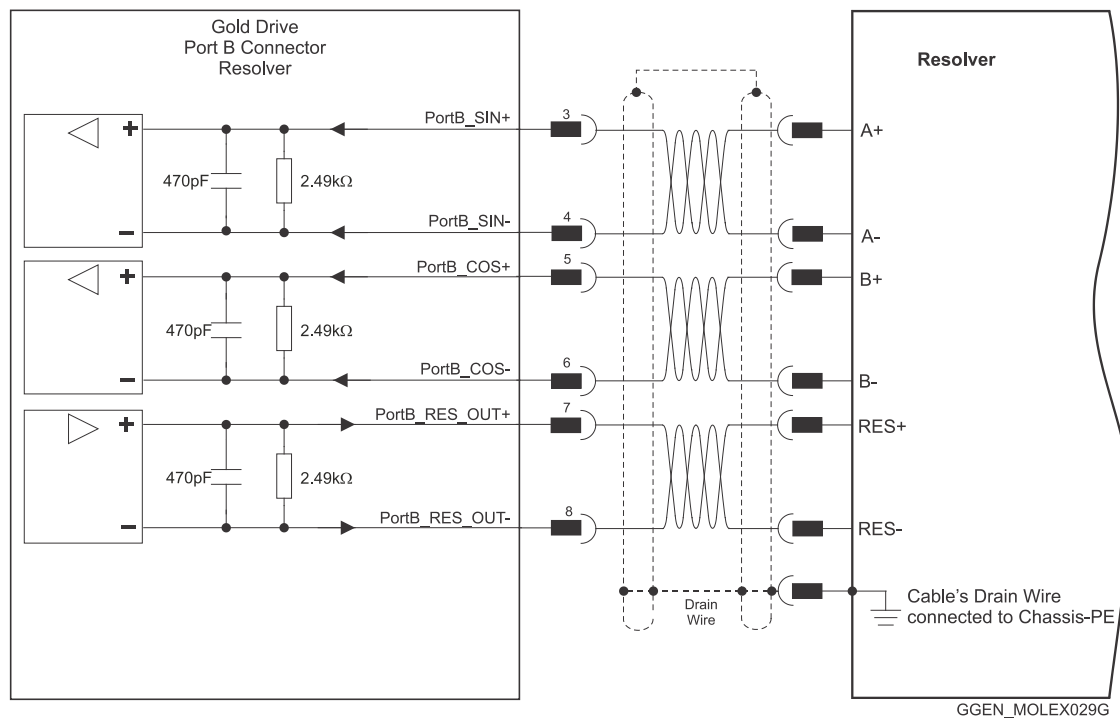 Gold Drive
Port B Connector
Resolver
Resolver
PortB_SIN+
3
A+
+
470pF
2.49kΩ
PortB_SIN-
4
A-
-
PortB_COS+
5
B+
+
470pF
2.49kΩ
PortB_COS-
6
B-
-
PortB_RES_OUT+
7
RES+
+
470pF
2.49kΩ
PortB_RES_OUT-
8
RES-
-
Drain
Wire
Cable's Drain Wire
connected to Chassis-PE
GGEN_MOLEX029G